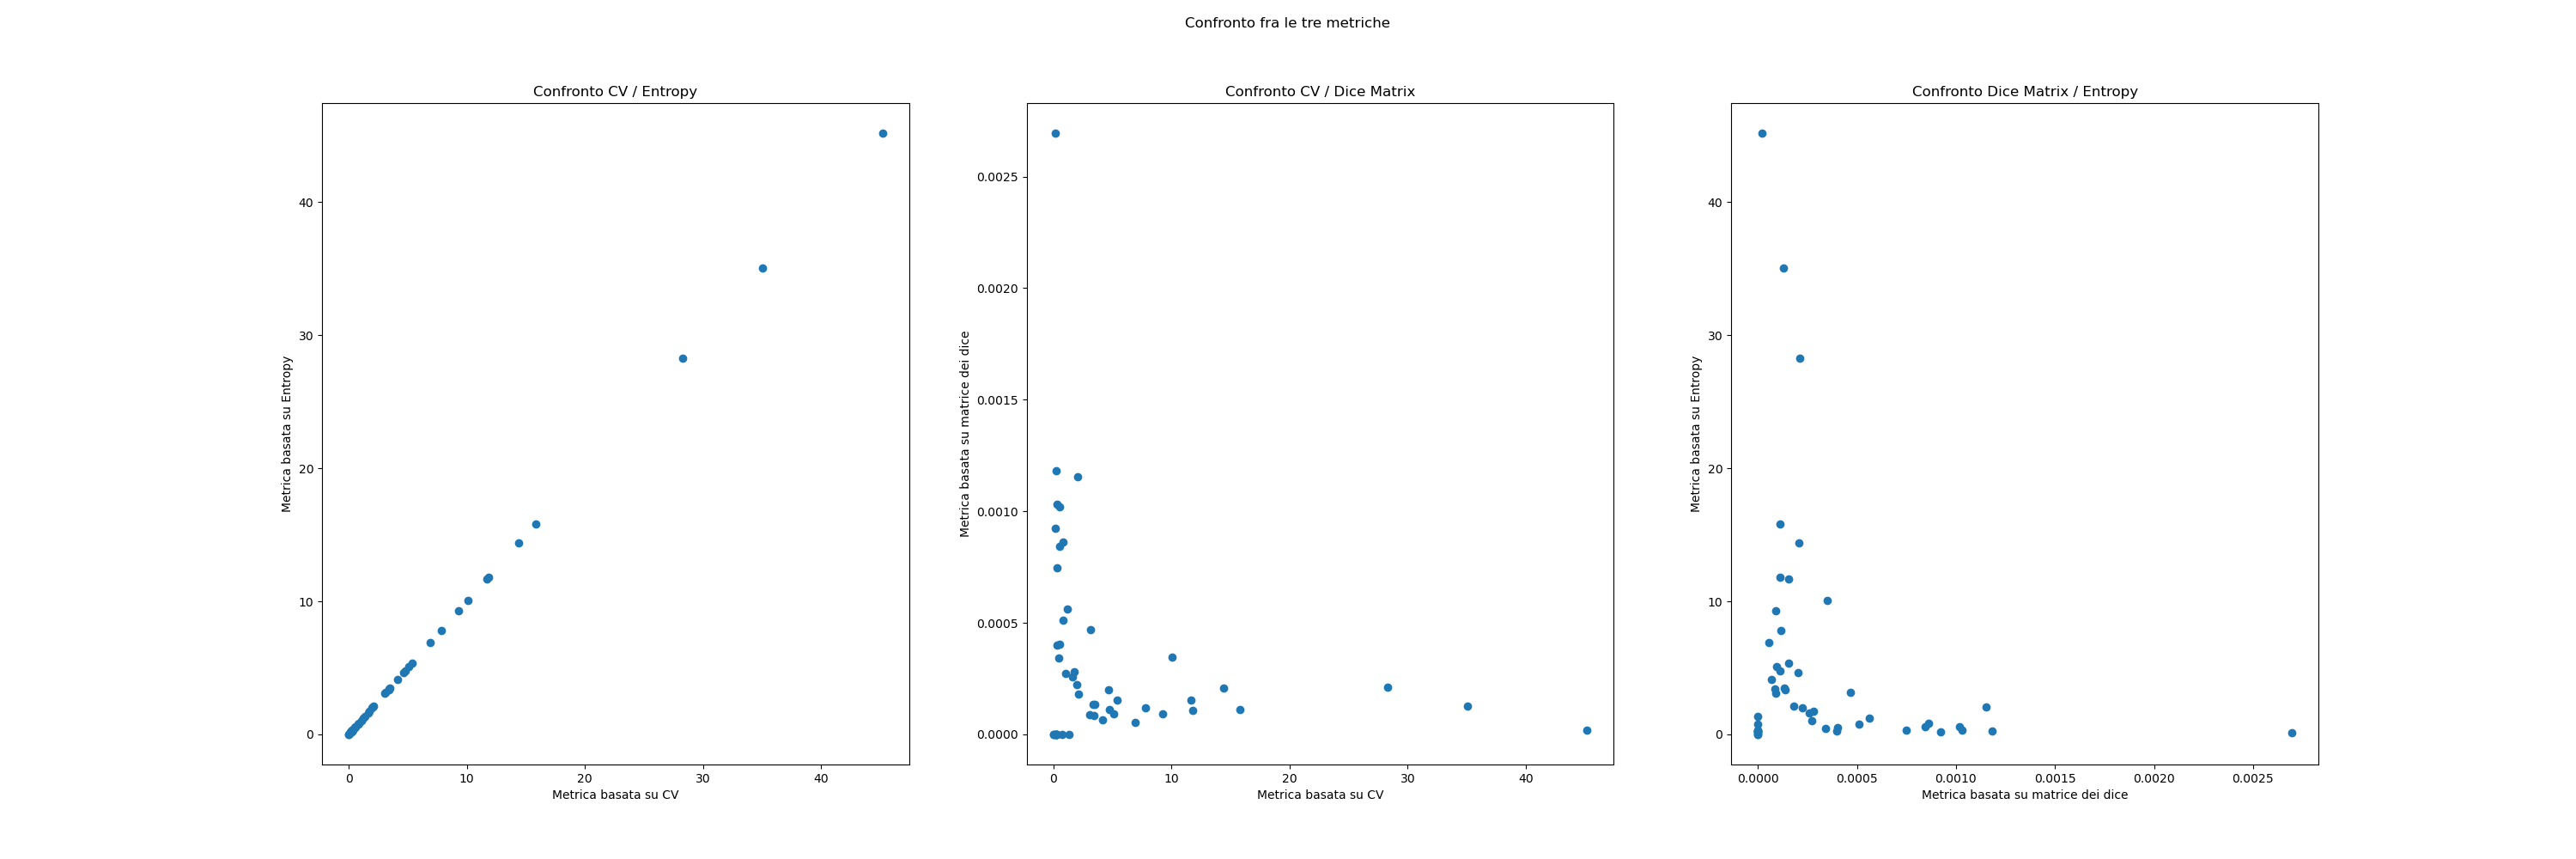 Confronto fra le tre metriche
Confronto CV / Entropy
Metrica basata su Entropy
40
30
20
10
0
0 10 20 30 40
Metrica basata su CV
Confronto CV / Dice Matrix
Metrica basata su matrice dei dice
0.0025
0.0020
0.0015
0.0010
0.0005
0.0000
0 10 20 30 40
Metrica basata su CV
Confronto Dice Matrix / Entropy
Metrica basata su Entropy
40
30
20
10
0
0.0000 0.0005 0.0010 0.0015 0.0020 0.0025
Metrica basata su matrice dei dice